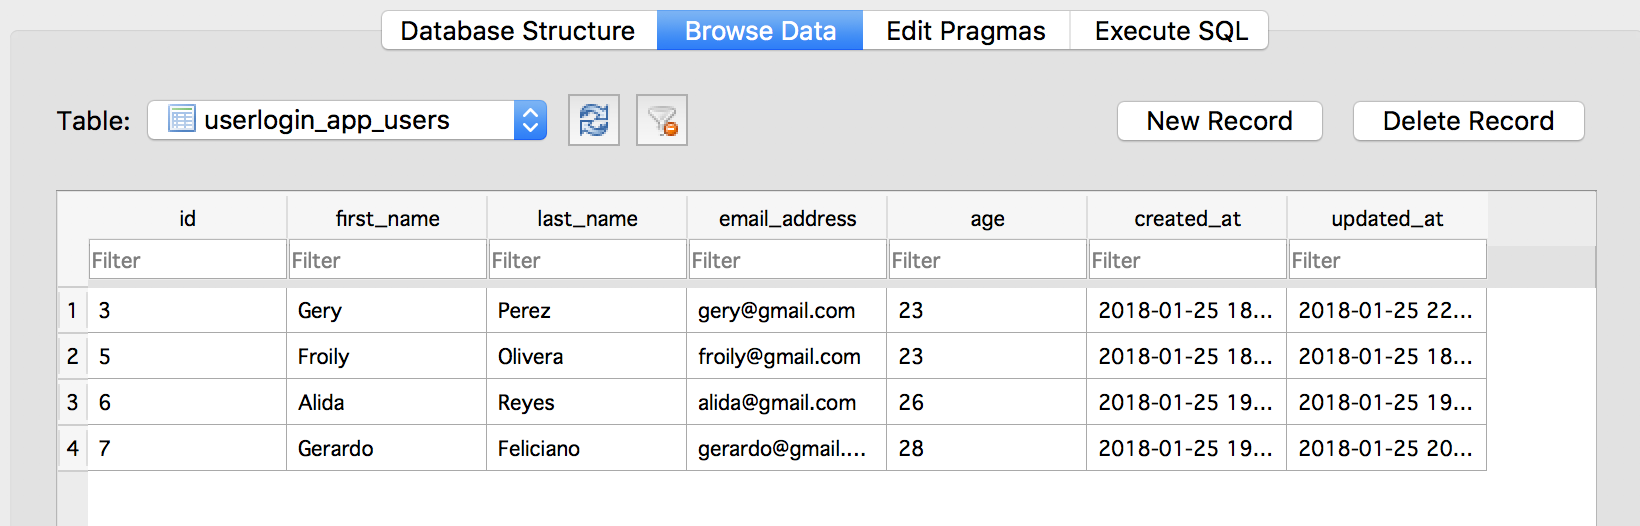 Database Structure Browse Data Edit Pragmas Execute SQL
Table: userlogin_app_users New Record Delete Record
id first_name last_name email_address age created_at updated_at
Filter Filter Filter Filter Filter Filter Filter
1 3 Gery Perez gery@gmail.com 23 2018-01-25 18... 2018-01-25 22...
2 5 Froily Olivera froily@gmail.com 23 2018-01-25 18... 2018-01-25 18...
3 6 Alida Reyes alida@gmail.com 26 2018-01-25 19... 2018-01-25 19...
4 7 Gerardo Feliciano gerardo@gmail.... 28 2018-01-25 19... 2018-01-25 20...